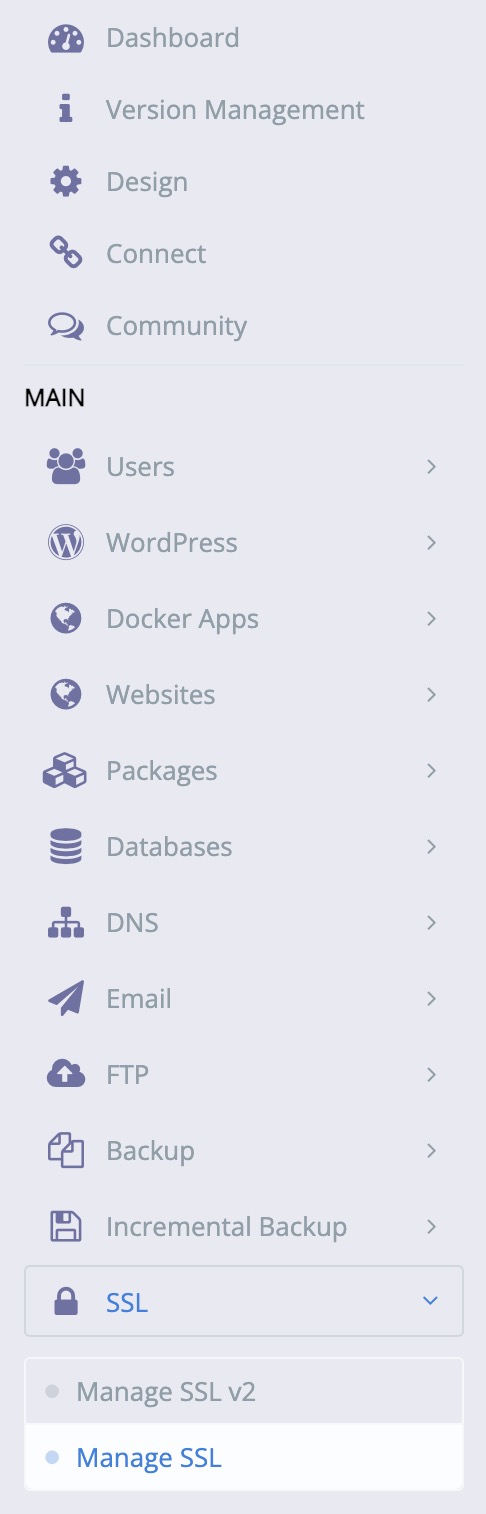 Dashboard
Version Management
Design
Connect
Community
MAIN
Users
WordPress
Docker Apps
Websites
Packages
Databases
DNS
Email
FTP
Backup
Incremental Backup
SSL
Manage SSL v2
Manage SSL